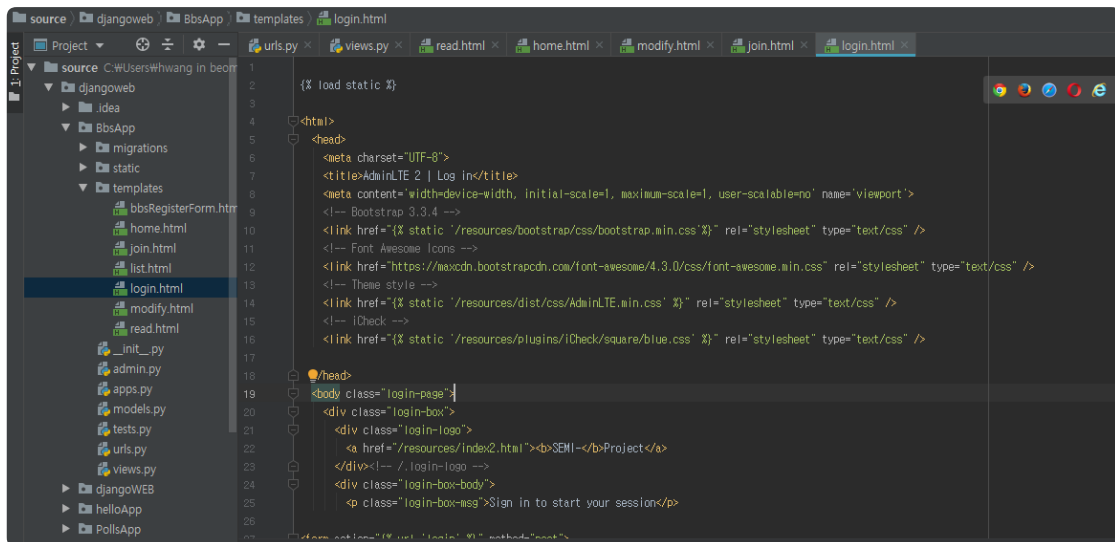 source djangoweb BbsApp templates login.html
1: Project
Project
urls.py views.py read.html home.html modify.html join.html login.html
source C:₩Users₩hwang in beom
djangoweb
.idea
BbsApp
migrations
static
templates
bbsRegisterForm.htm
home.html
join.html
list.html
login.html
modify.html
read.html
__init__.py
admin.py
apps.py
models.py
tests.py
urls.py
views.py
djangoWEB
helloApp
PollsApp
1
2 {% load static %}
3
4 <html>
5 <head>
6 <meta charset="UTF-8">
7 <title>AdminLTE 2 | Log in</title>
8 <meta content='width=device-width, initial-scale=1, maximum-scale=1, user-scalable=no' name='viewport'>
9 <!-- Bootstrap 3.3.4 -->
10 <link href="{% static '/resources/bootstrap/css/bootstrap.min.css'%}" rel="stylesheet" type="text/css" />
11 <!-- Font Awesome Icons -->
12 <link href="https://maxcdn.bootstrapcdn.com/font-awesome/4.3.0/css/font-awesome.min.css" rel="stylesheet" type="text/css" />
13 <!-- Theme style -->
14 <link href="{% static '/resources/dist/css/AdminLTE.min.css' %}" rel="stylesheet" type="text/css" />
15 <!-- iCheck -->
16 <link href="{% static '/resources/plugins/iCheck/square/blue.css' %}" rel="stylesheet" type="text/css" />
17
18 </head>
19 <body class="login-page">
20 <div class="login-box">
21 <div class="login-logo">
22 <a href="/resources/index2.html"><b>SEMI-</b>Project</a>
23 </div><!-- /.login-logo -->
24 <div class="login-box-body">
25 <p class="login-box-msg">Sign in to start your session</p>
26
27 <form action="{% url 'login' %}" method="post">